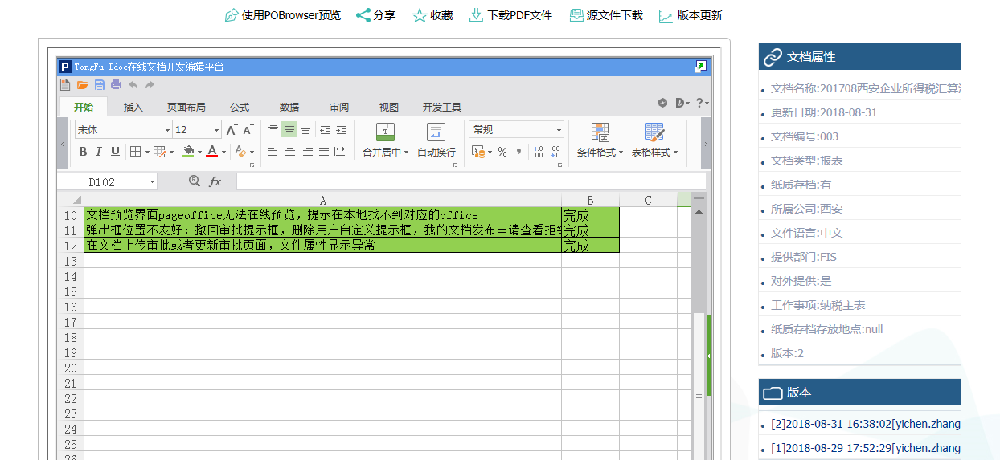 使用POBrowser预览 分享 收藏 下载PDF文件 源文件下载 版本更新
TongFu Idoc在线文档开发编辑平台
开始 插入 页面布局 公式 数据 审阅 视图 开发工具
宋体 12 A+ A- 常规
B I U 合并居中 自动换行 % 条件格式 表格样式
D102 fx
A B C
10 文档预览界面pageoffice无法在线预览，提示在本地找不到对应的office 完成
11 弹出框位置不友好：撤回审批提示框，删除用户自定义提示框，我的文档发布申请查看拒绝 完成
12 在文档上传审批或者更新审批页面，文件属性显示异常 完成
13
14
15
16
17
18
19
20
21
22
23
24
25
26
文档属性
文档名称:201708西安企业所得税汇算
更新日期:2018-08-31
文档编号:003
文档类型:报表
纸质存档:有
所属公司:西安
文件语言:中文
提供部门:FIS
对外提供:是
工作事项:纳税主表
纸质存档存放地点:null
版本:2
版本
[2]2018-08-31 16:38:02[yichen.zhang
[1]2018-08-29 17:52:29[yichen.zhang